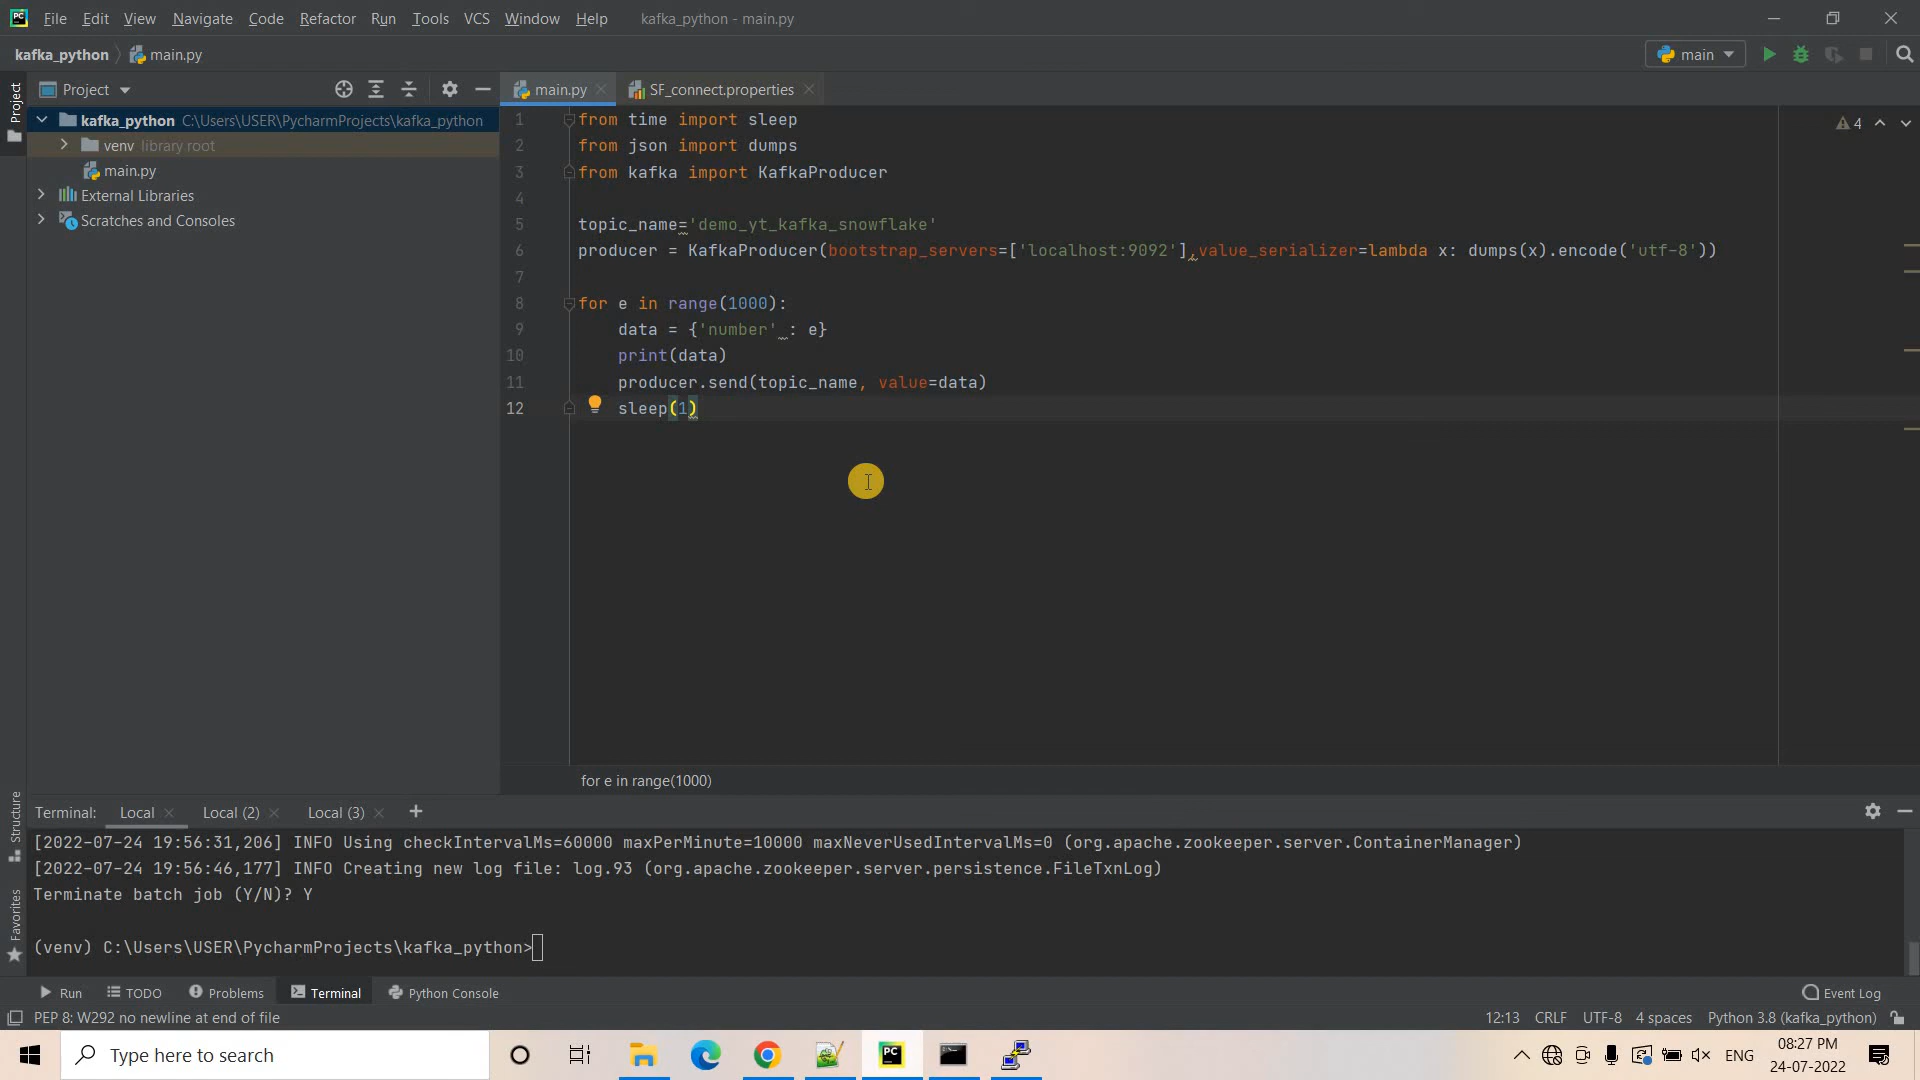 File Edit View Navigate Code Refactor Run Tools VCS Window Help kafka_python - main.py
kafka_python main.py main
Project
Project
main.py SF_connect.properties
kafka_python C:\Users\USER\PycharmProjects\kafka_python
venv library root
main.py
External Libraries
Scratches and Consoles
4
1 from time import sleep
2 from json import dumps
3 from kafka import KafkaProducer
4
5 topic_name='demo_yt_kafka_snowflake'
6 producer = KafkaProducer(bootstrap_servers=['localhost:9092'],value_serializer=lambda x: dumps(x).encode('utf-8'))
7
8 for e in range(1000):
9 data = {'number' : e}
10 print(data)
11 producer.send(topic_name, value=data)
12 sleep(1)
for e in range(1000)
Structure
Favorites
Terminal: Local Local (2) Local (3) +
[2022-07-24 19:56:31,206] INFO Using checkIntervalMs=60000 maxPerMinute=10000 maxNeverUsedIntervalMs=0 (org.apache.zookeeper.server.ContainerManager)
[2022-07-24 19:56:46,177] INFO Creating new log file: log.93 (org.apache.zookeeper.server.persistence.FileTxnLog)
Terminate batch job (Y/N)? Y
(venv) C:\Users\USER\PycharmProjects\kafka_python>
Run TODO Problems Terminal Python Console Event Log
PEP 8: W292 no newline at end of file 12:13 CRLF UTF-8 4 spaces Python 3.8 (kafka_python)
Type here to search PC ENG
08:27 PM
24-07-2022